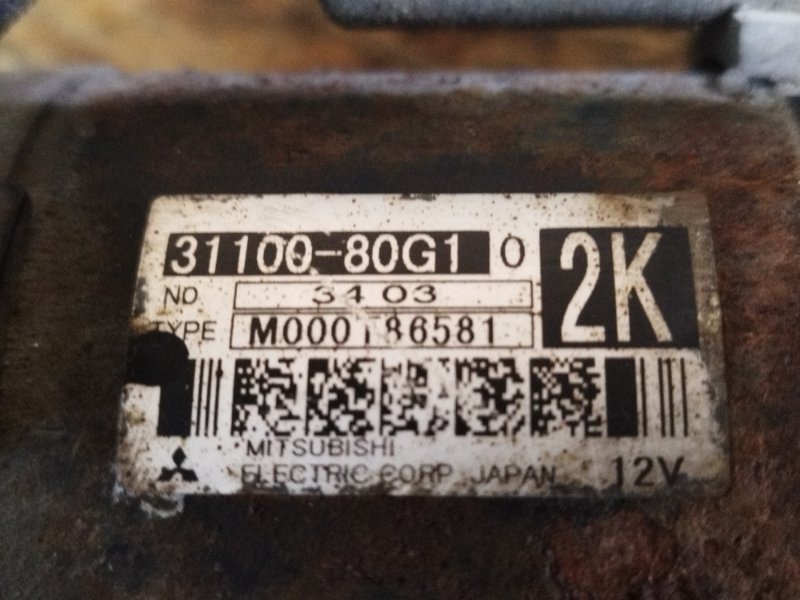 31100-80G1 0
2K
NO 3403
TYPE M000T86581
MITSUBISHI
ELECTRIC CORP JAPAN 12V